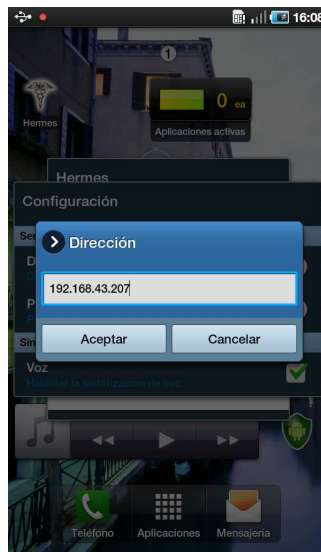 16:08
1
0 ea
Hermes
Aplicaciones activas
Hermes
Configuración
Dirección
192.168.43.207
Aceptar
Cancelar
Voz
Habilitar la sintetización de voz
Teléfono
Aplicaciones
Mensajería